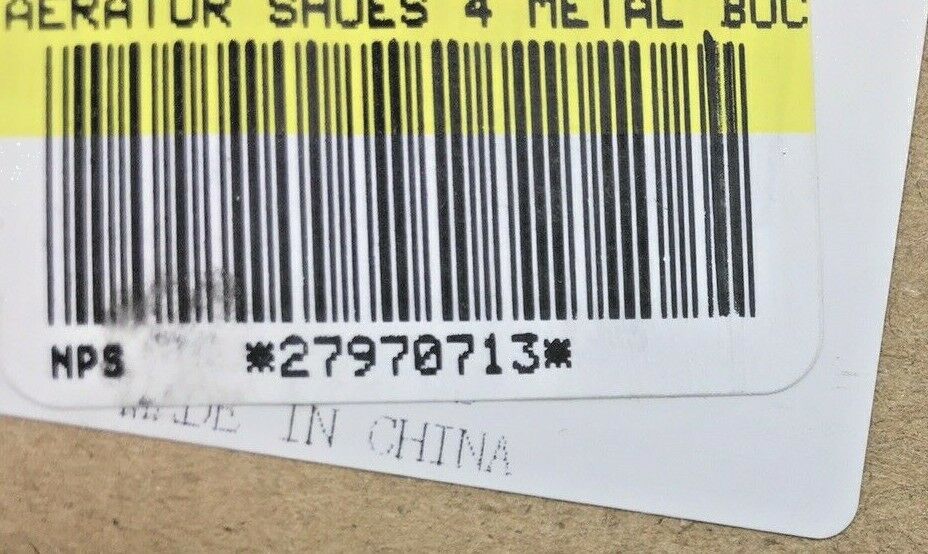 AERATOR SHOES 4 METAL BUC
NPS *27970713*
MADE IN CHINA